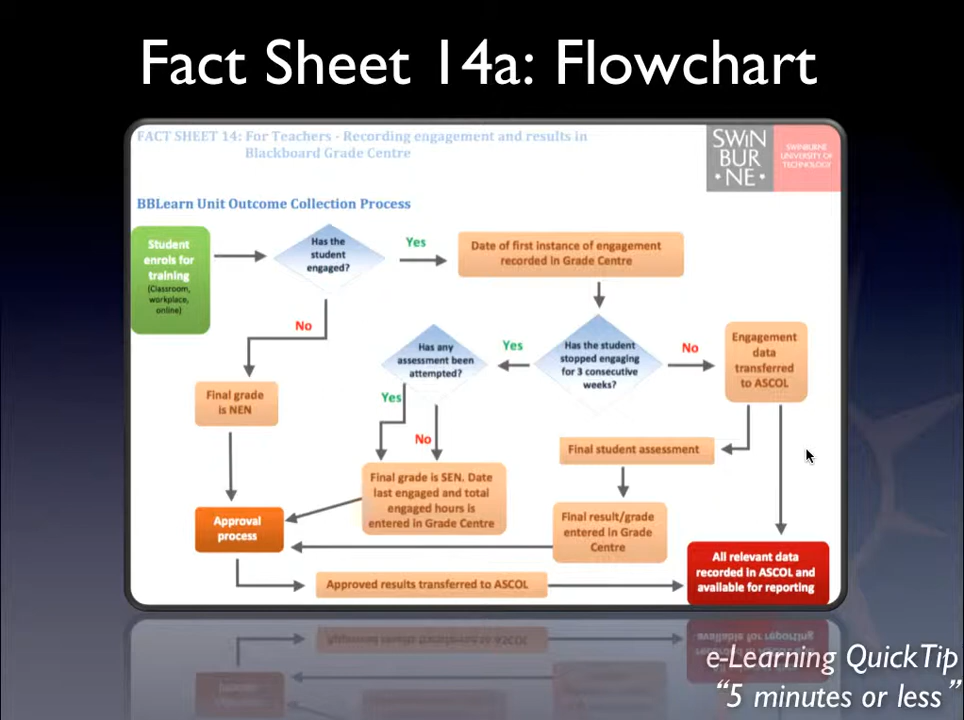 Fact Sheet 14a: Flowchart
FACT SHEET 14: For Teachers - Recording engagement and results in
Blackboard Grade Centre
SWIN
BUR
• NE •
SWINBURNE
UNIVERSITY OF
TECHNOLOGY
BBLearn Unit Outcome Collection Process
Student
enrols for
training
(Classroom,
workplace,
online)
Has the
student
engaged?
Yes
Date of first instance of engagement
recorded in Grade Centre
No
Has any
assessment been
attempted?
Yes
Has the student
stopped engaging
for 3 consecutive
weeks?
No
Engagement
data
transferred
to ASCOL
Final grade
is NEN
Yes
No
Final student assessment
Final grade is SEN. Date
last engaged and total
engaged hours is
entered in Grade Centre
Approval
process
Final result/grade
entered in Grade
Centre
All relevant data
recorded in ASCOL and
available for reporting
Approved results transferred to ASCOL
e-Learning QuickTip
“5 minutes or less”